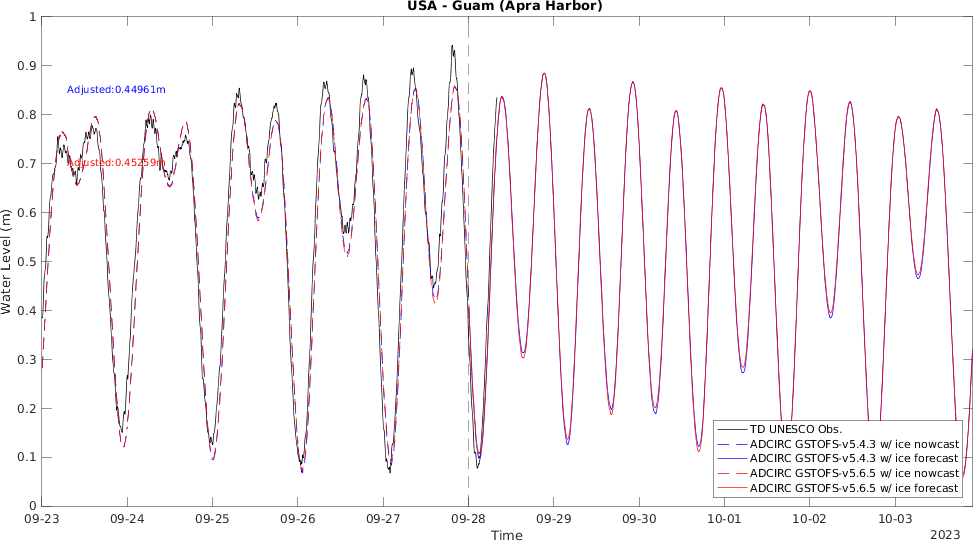 USA - Guam (Apra Harbor)
1
0.9
0.8
0.7
0.6
0.5
0.4
0.3
0.2
0.1
0
Water Level (m)
Adjusted:0.44961m
Adjusted:0.45259m
TD UNESCO Obs.
ADCIRC GSTOFS-v5.4.3 w/ ice nowcast
ADCIRC GSTOFS-v5.4.3 w/ ice forecast
ADCIRC GSTOFS-v5.6.5 w/ ice nowcast
ADCIRC GSTOFS-v5.6.5 w/ ice forecast
09-23 09-24 09-25 09-26 09-27 09-28 09-29 09-30 10-01 10-02 10-03
Time
2023